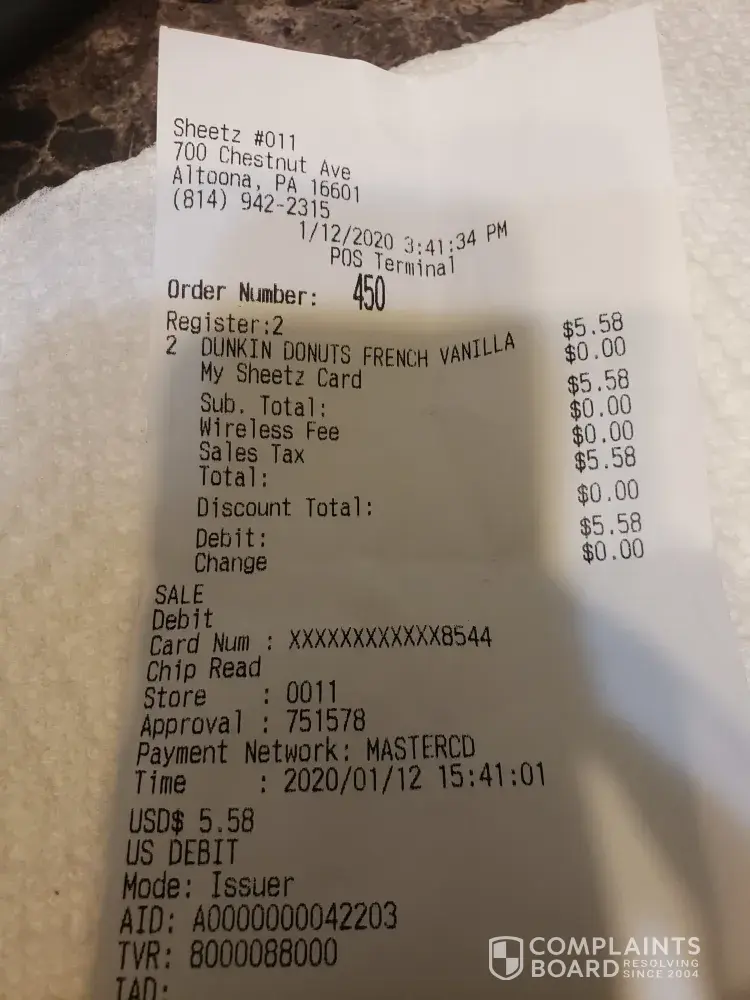 Sheetz #011
700 Chestnut Ave
Altoona, PA 16601
(814) 942-2315
1/12/2020 3:41:34 PM
POS Terminal
Order Number: 450
Register:2
2 DUNKIN DONUTS FRENCH VANILLA $5.58
My Sheetz Card $0.00
Sub. Total: $5.58
Wireless Fee $0.00
Sales Tax $0.00
Total: $5.58
Discount Total: $0.00
Debit: $5.58
Change $0.00
SALE
Debit
Card Num : XXXXXXXXXXXX8544
Chip Read
Store : 0011
Approval : 751578
Payment Network: MASTERCD
Time : 2020/01/12 15:41:01
USD$ 5.58
US DEBIT
Mode: Issuer
AID: A0000000042203
TVR: 8000088000
IAD:
COMPLAINTS
BOARD RESOLVING SINCE 2004